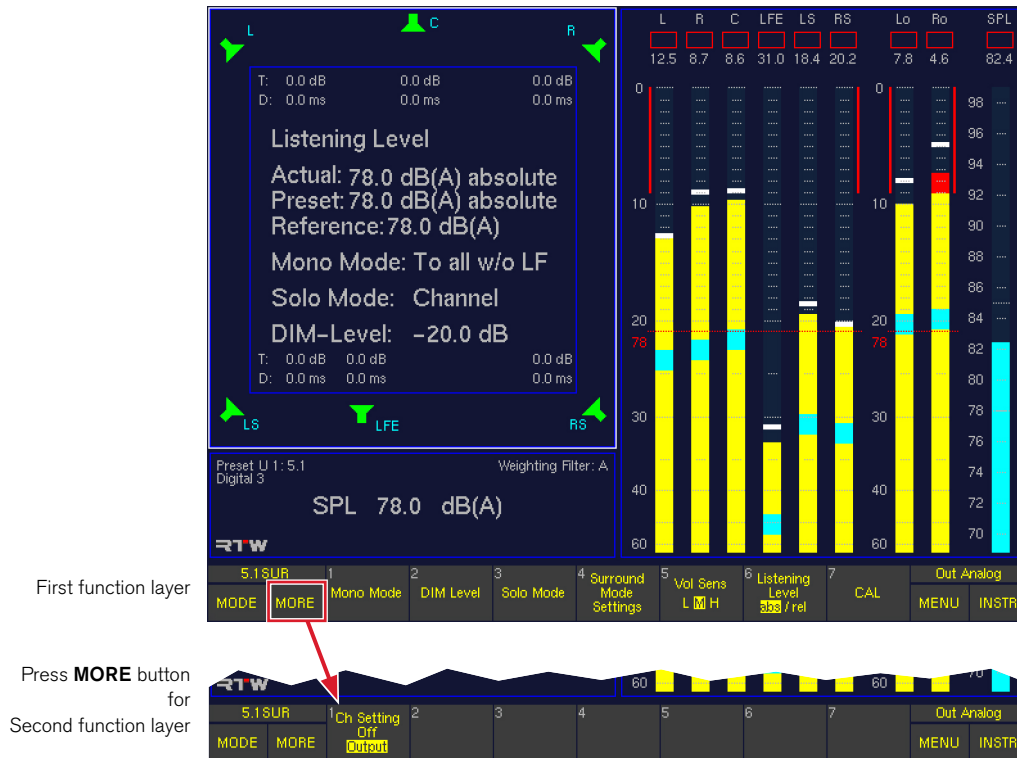 L
C
R
T: 0.0 dB 0.0 dB 0.0 dB
D: 0.0 ms 0.0 ms 0.0 ms
Listening Level
Actual: 78.0 dB(A) absolute
Preset: 78.0 dB(A) absolute
Reference: 78.0 dB(A)
Mono Mode: To all w/o LF
Solo Mode: Channel
DIM-Level: -20.0 dB
T: 0.0 dB 0.0 dB 0.0 dB
D: 0.0 ms 0.0 ms 0.0 ms
LS
LFE
RS
Preset U 1: 5.1 Weighting Filter: A
Digital 3
SPL 78.0 dB(A)
RTW
L R C LFE LS RS Lo Ro SPL
12.5 8.7 8.6 31.0 18.4 20.2 7.8 4.6 82.4
0 0
98
96
94
92
10 10
90
88
86
20 20
84
78 78
82
80
78
30 30
76
74
40 40
72
70
60 60
First function layer
5.1SUR
MODE MORE
1 Mono Mode
2 DIM Level
3 Solo Mode
4 Surround
Mode
Settings
5 Vol Sens
L M H
6 Listening
Level
abs / rel
7 CAL
Out Analog
MENU INSTR
Press MORE button
for
Second function layer
RTW
60 60 70
5.1SUR
MODE MORE
1 Ch Setting
Off
Output
2
3
4
5
6
7
Out Analog
MENU INSTR